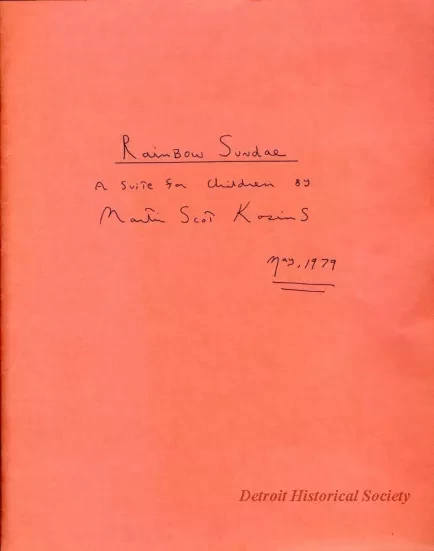 Rainbow Sundae
A Suite for Children by
Martin Scot Kosins
May, 1979
Detroit Historical Society